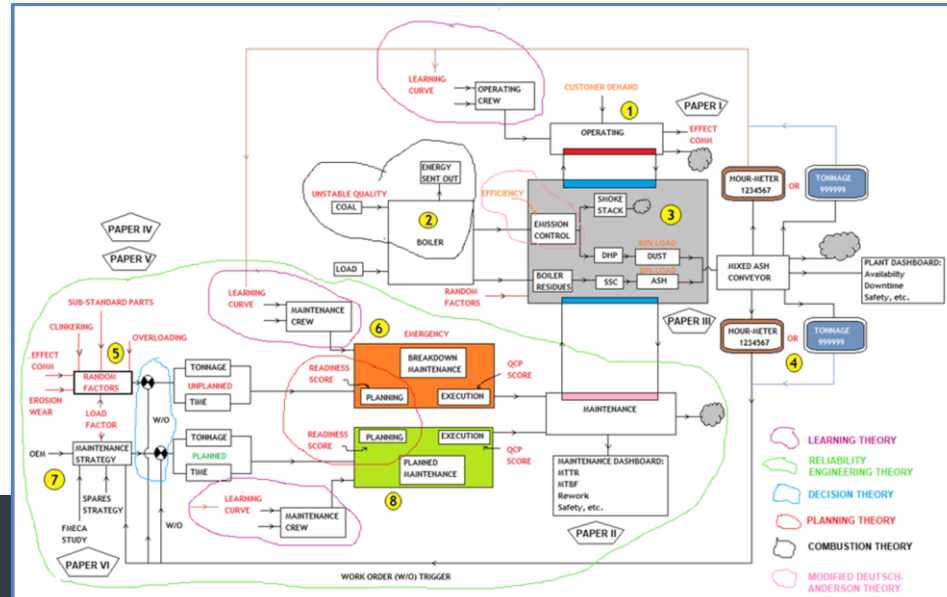 LEARNING
CURVE
OPERATING
CREW
CUSTOMER DEMAND
1
PAPER I
OPERATING
EFFECT
COMM
ENERGY
SENT OUT
UNSTABLE QUALITY
COAL
2
BOILER
LOAD
EFFICIENCY
EMISSION
CONTROL
SMOKE
STACK
3
80% LOAD
DHP
DUST
20% LOAD
BOILER
RESIDUES
SSC
ASH
RANDOM
FACTORS
HOUR-METER
1234567
OR
TONNAGE
999999
MIXED ASH
CONVEYOR
PLANT DASHBOARD:
Availabilty
Downtime
Safety, etc.
PAPER III
HOUR-METER
1234567
OR
TONNAGE
999999
4
PAPER IV
PAPER V
SUB-STANDARD PARTS
CLINKERING
OVERLOADING
5
EFFECT
COMM
RANDOM
FACTORS
EROSION
WEAR
LOAD
FACTOR
W/O
TONNAGE
UNPLANNED
TIME
LEARNING
CURVE
MAINTENANCE
CREW
6
EMERGENCY
BREAKDOWN
MAINTENANCE
READINESS
SCORE
PLANNING
EXECUTION
QCP
SCORE
MAINTENANCE
OEM
MAINTENANCE
STRATEGY
7
SPARES
STRATEGY
FMECA
STUDY
PAPER VI
W/O
TONNAGE
PLANNED
TIME
READINESS
SCORE
PLANNING
EXECUTION
QCP
SCORE
PLANNED
MAINTENANCE
8
LEARNING
CURVE
MAINTENANCE
CREW
MAINTENANCE DASHBOARD:
MTTR
MTBF
Rework
Safety, etc.
PAPER II
WORK ORDER (W/O) TRIGGER
LEARNING THEORY
RELIABILITY
ENGINEERING THEORY
DECISION THEORY
PLANNING THEORY
COMBUSTION THEORY
MODIFIED DEUTSCH-
ANDERSON THEORY